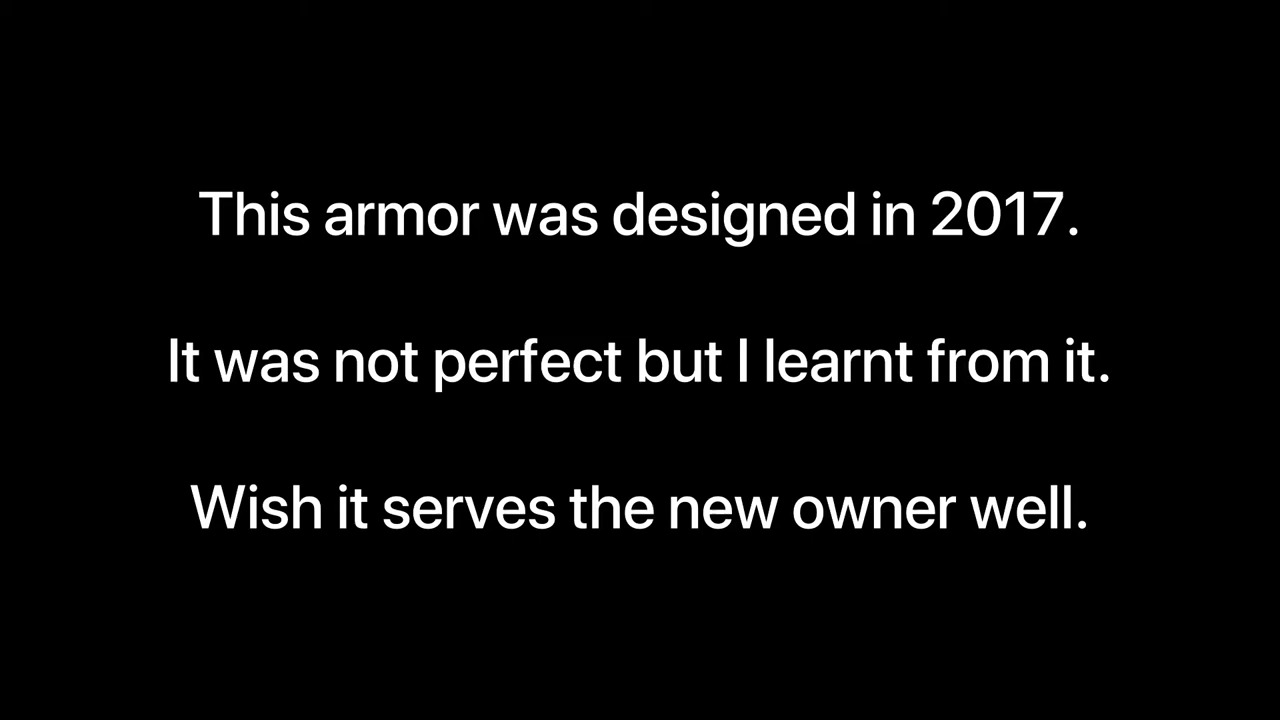 This armor was designed in 2017.
It was not perfect but I learnt from it.
Wish it serves the new owner well.